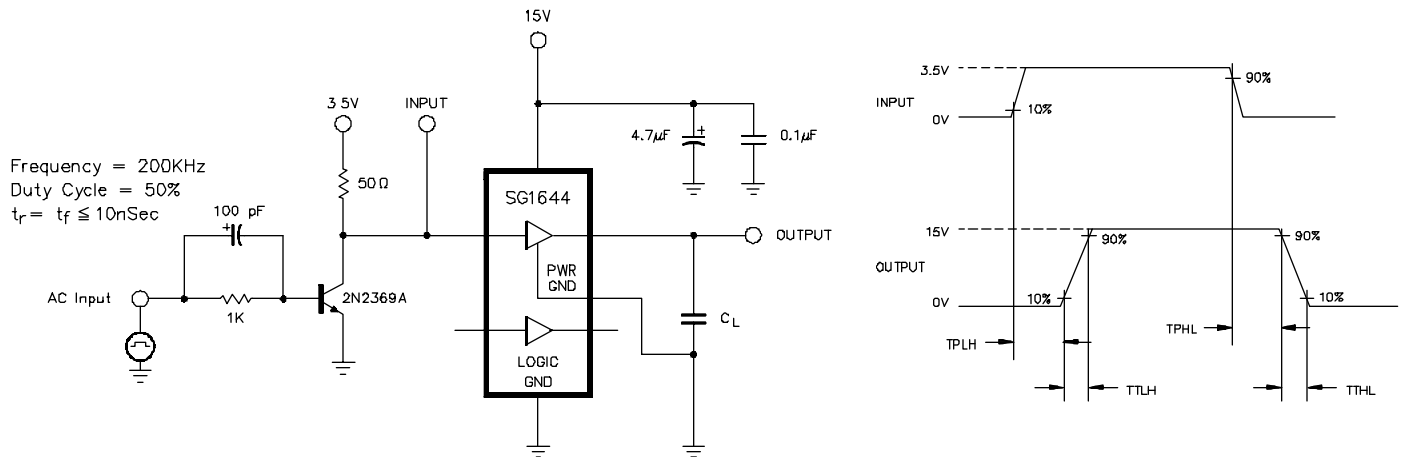 15V
3.5V
INPUT
4.7µF
+
0.1µF
Frequency = 200KHz
Duty Cycle = 50%
tr = tf ≦ 10nSec
50Ω
SG1644
100 pF
+
OUTPUT
AC Input
1K
2N2369A
PWR
GND
CL
LOGIC
GND
3.5V
INPUT
90%
10%
0V
15V
90%
90%
OUTPUT
10%
10%
0V
TPHL
TPLH
TTLH
TTHL